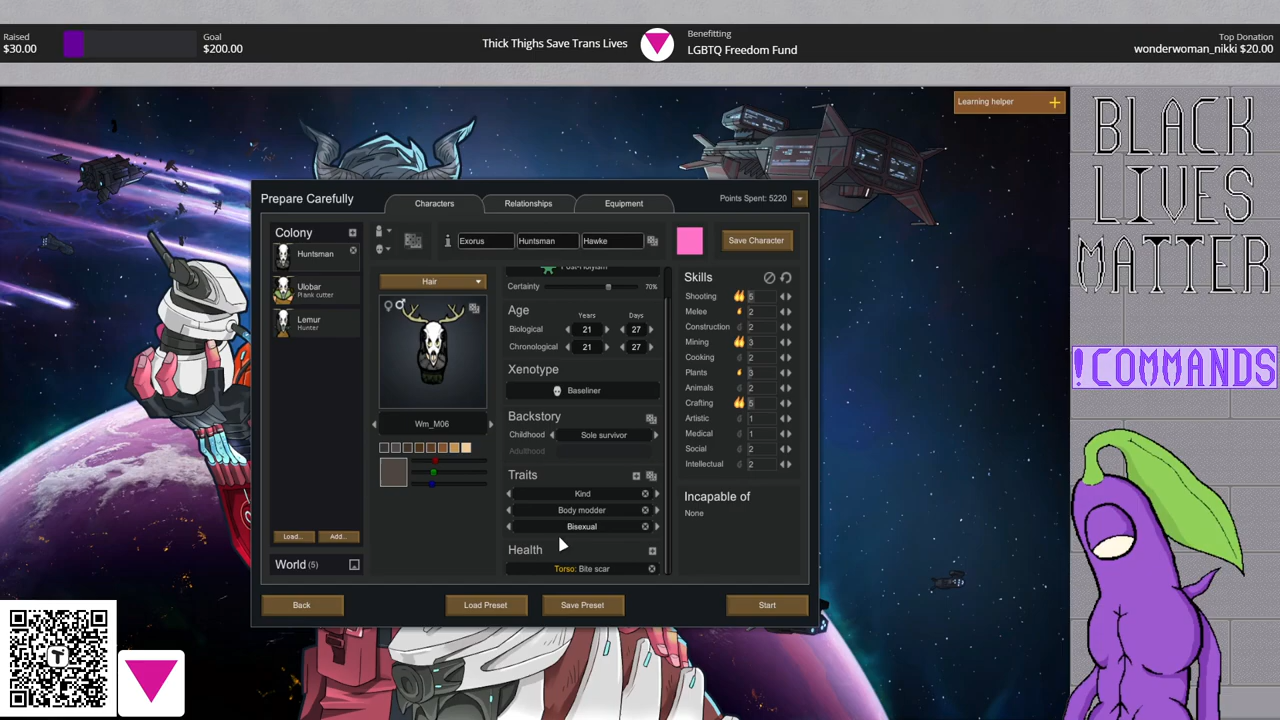 Raised
$30.00
Goal
$200.00
Thick Thighs Save Trans Lives
Benefitting
LGBTQ Freedom Fund
Top Donation
wonderwoman_nikki $20.00
Learning helper
BLACK
LIVES
MATTER
!COMMANDS
Prepare Carefully
Characters
Relationships
Equipment
Points Spent: 5220
Colony
Huntsman
Ulobar
Plank cutter
Lemur
Hunter
Load...
Add...
World (5)
Exorus
Huntsman
Hawke
Save Character
Hair
Wm_M06
Certainty
70%
Age
Years
Days
Biological
21
27
Chronological
21
27
Xenotype
Baseliner
Backstory
Childhood
Sole survivor
Adulthood
Traits
Kind
Body modder
Bisexual
Health
Torso: Bite scar
Skills
Shooting 5
Melee 2
Construction 2
Mining 3
Cooking 2
Plants 3
Animals 2
Crafting 5
Artistic 1
Medical 1
Social 2
Intellectual 2
Incapable of
None
Back
Load Preset
Save Preset
Start